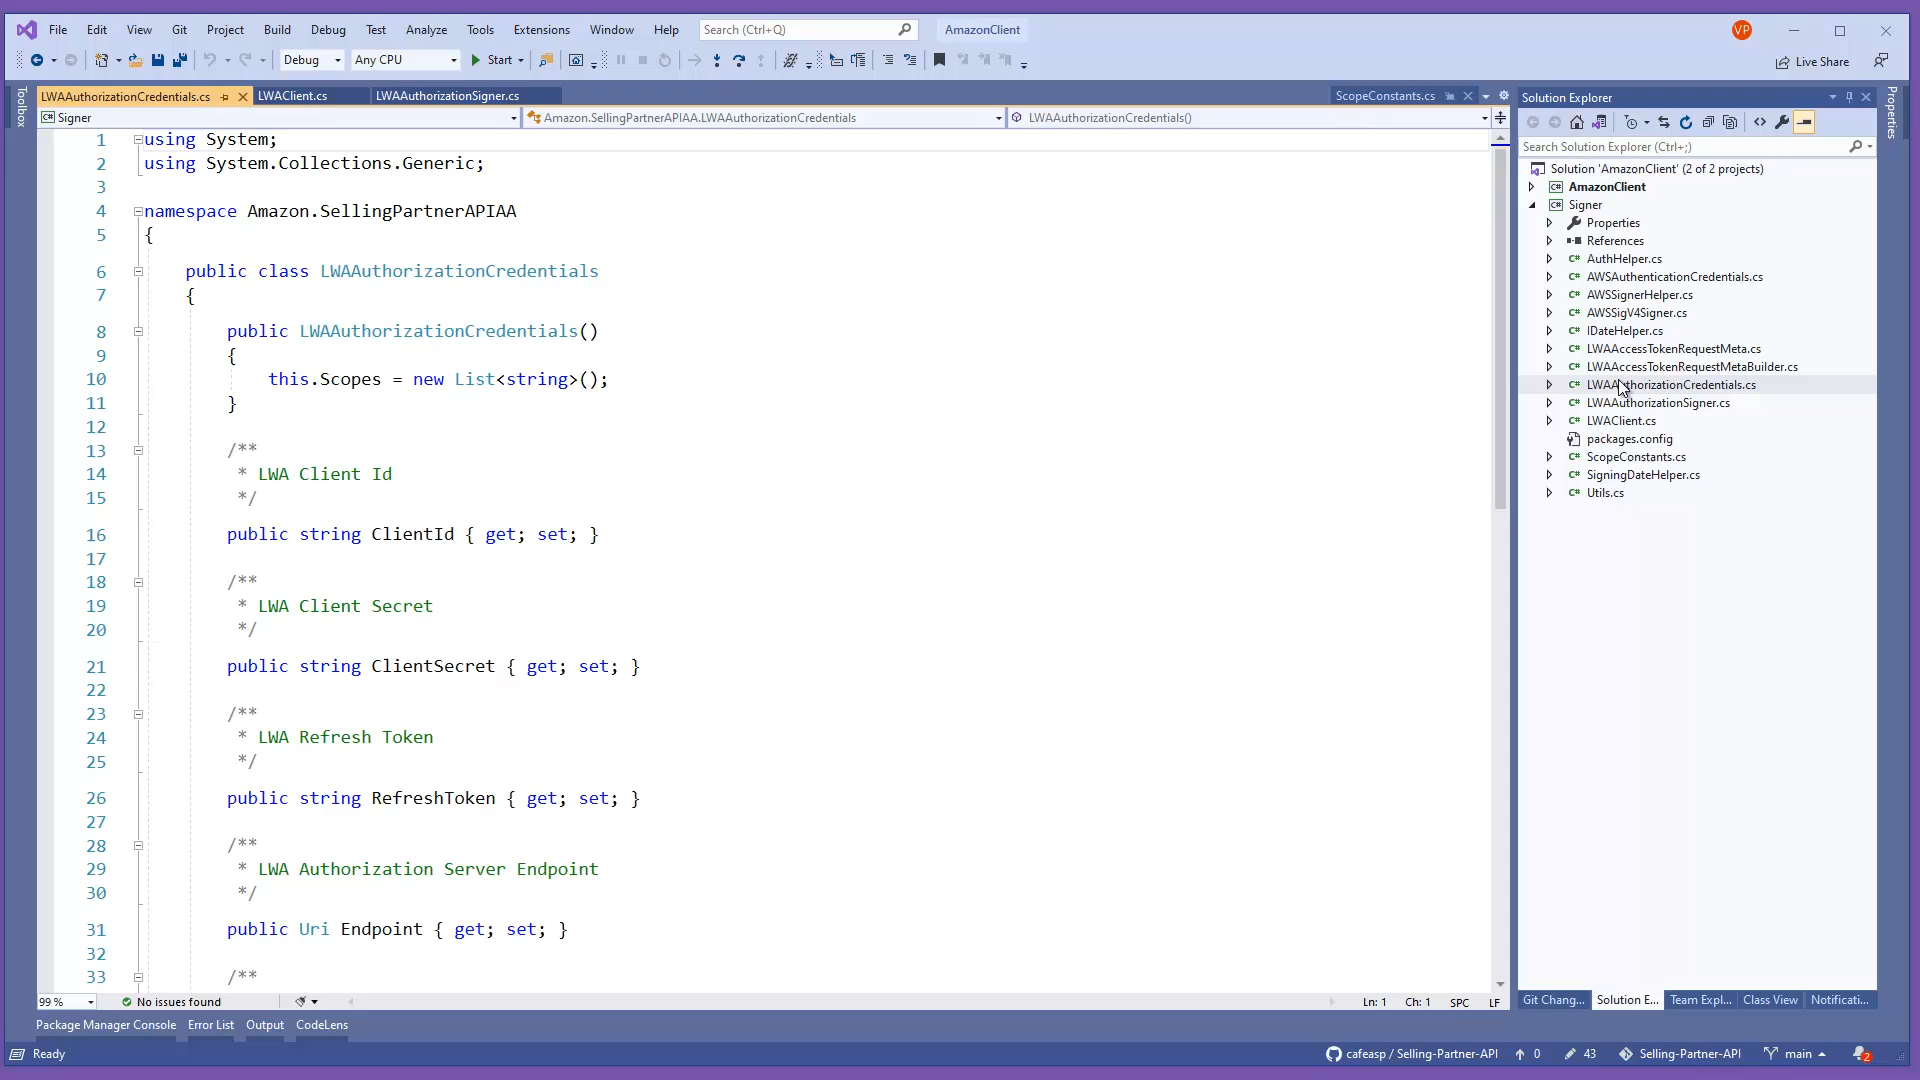 File Edit View Git Project Build Debug Test Analyze Tools Extensions Window Help Search (Ctrl+Q) AmazonClient VP
Debug Any CPU Start Live Share
Toolbox
LWAAuthorizationCredentials.cs LWAClient.cs LWAAuthorizationSigner.cs ScopeConstants.cs
Signer Amazon.SellingPartnerAPIAA.LWAAuthorizationCredentials LWAAuthorizationCredentials()
1 using System;
2 using System.Collections.Generic;
3
4 namespace Amazon.SellingPartnerAPIAA
5 {
6 public class LWAAuthorizationCredentials
7 {
8 public LWAAuthorizationCredentials()
9 {
10 this.Scopes = new List<string>();
11 }
12
13 /**
14 * LWA Client Id
15 */
16 public string ClientId { get; set; }
17
18 /**
19 * LWA Client Secret
20 */
21 public string ClientSecret { get; set; }
22
23 /**
24 * LWA Refresh Token
25 */
26 public string RefreshToken { get; set; }
27
28 /**
29 * LWA Authorization Server Endpoint
30 */
31 public Uri Endpoint { get; set; }
32
33 /**
99 % No issues found Ln: 1 Ch: 1 SPC LF
Package Manager Console Error List Output CodeLens
Solution Explorer
Search Solution Explorer (Ctrl+;)
Solution 'AmazonClient' (2 of 2 projects)
C# AmazonClient
C# Signer
Properties
References
C# AuthHelper.cs
C# AWSAuthenticationCredentials.cs
C# AWSSignerHelper.cs
C# AWSSigV4Signer.cs
C# IDateHelper.cs
C# LWAAccessTokenRequestMeta.cs
C# LWAAccessTokenRequestMetaBuilder.cs
C# LWAAuthorizationCredentials.cs
C# LWAAuthorizationSigner.cs
C# LWAClient.cs
packages.config
C# ScopeConstants.cs
C# SigningDateHelper.cs
C# Utils.cs
Git Chang... Solution E... Team Expl... Class View Notificati...
Properties
Ready cafeasp / Selling-Partner-API 0 43 Selling-Partner-API main 2